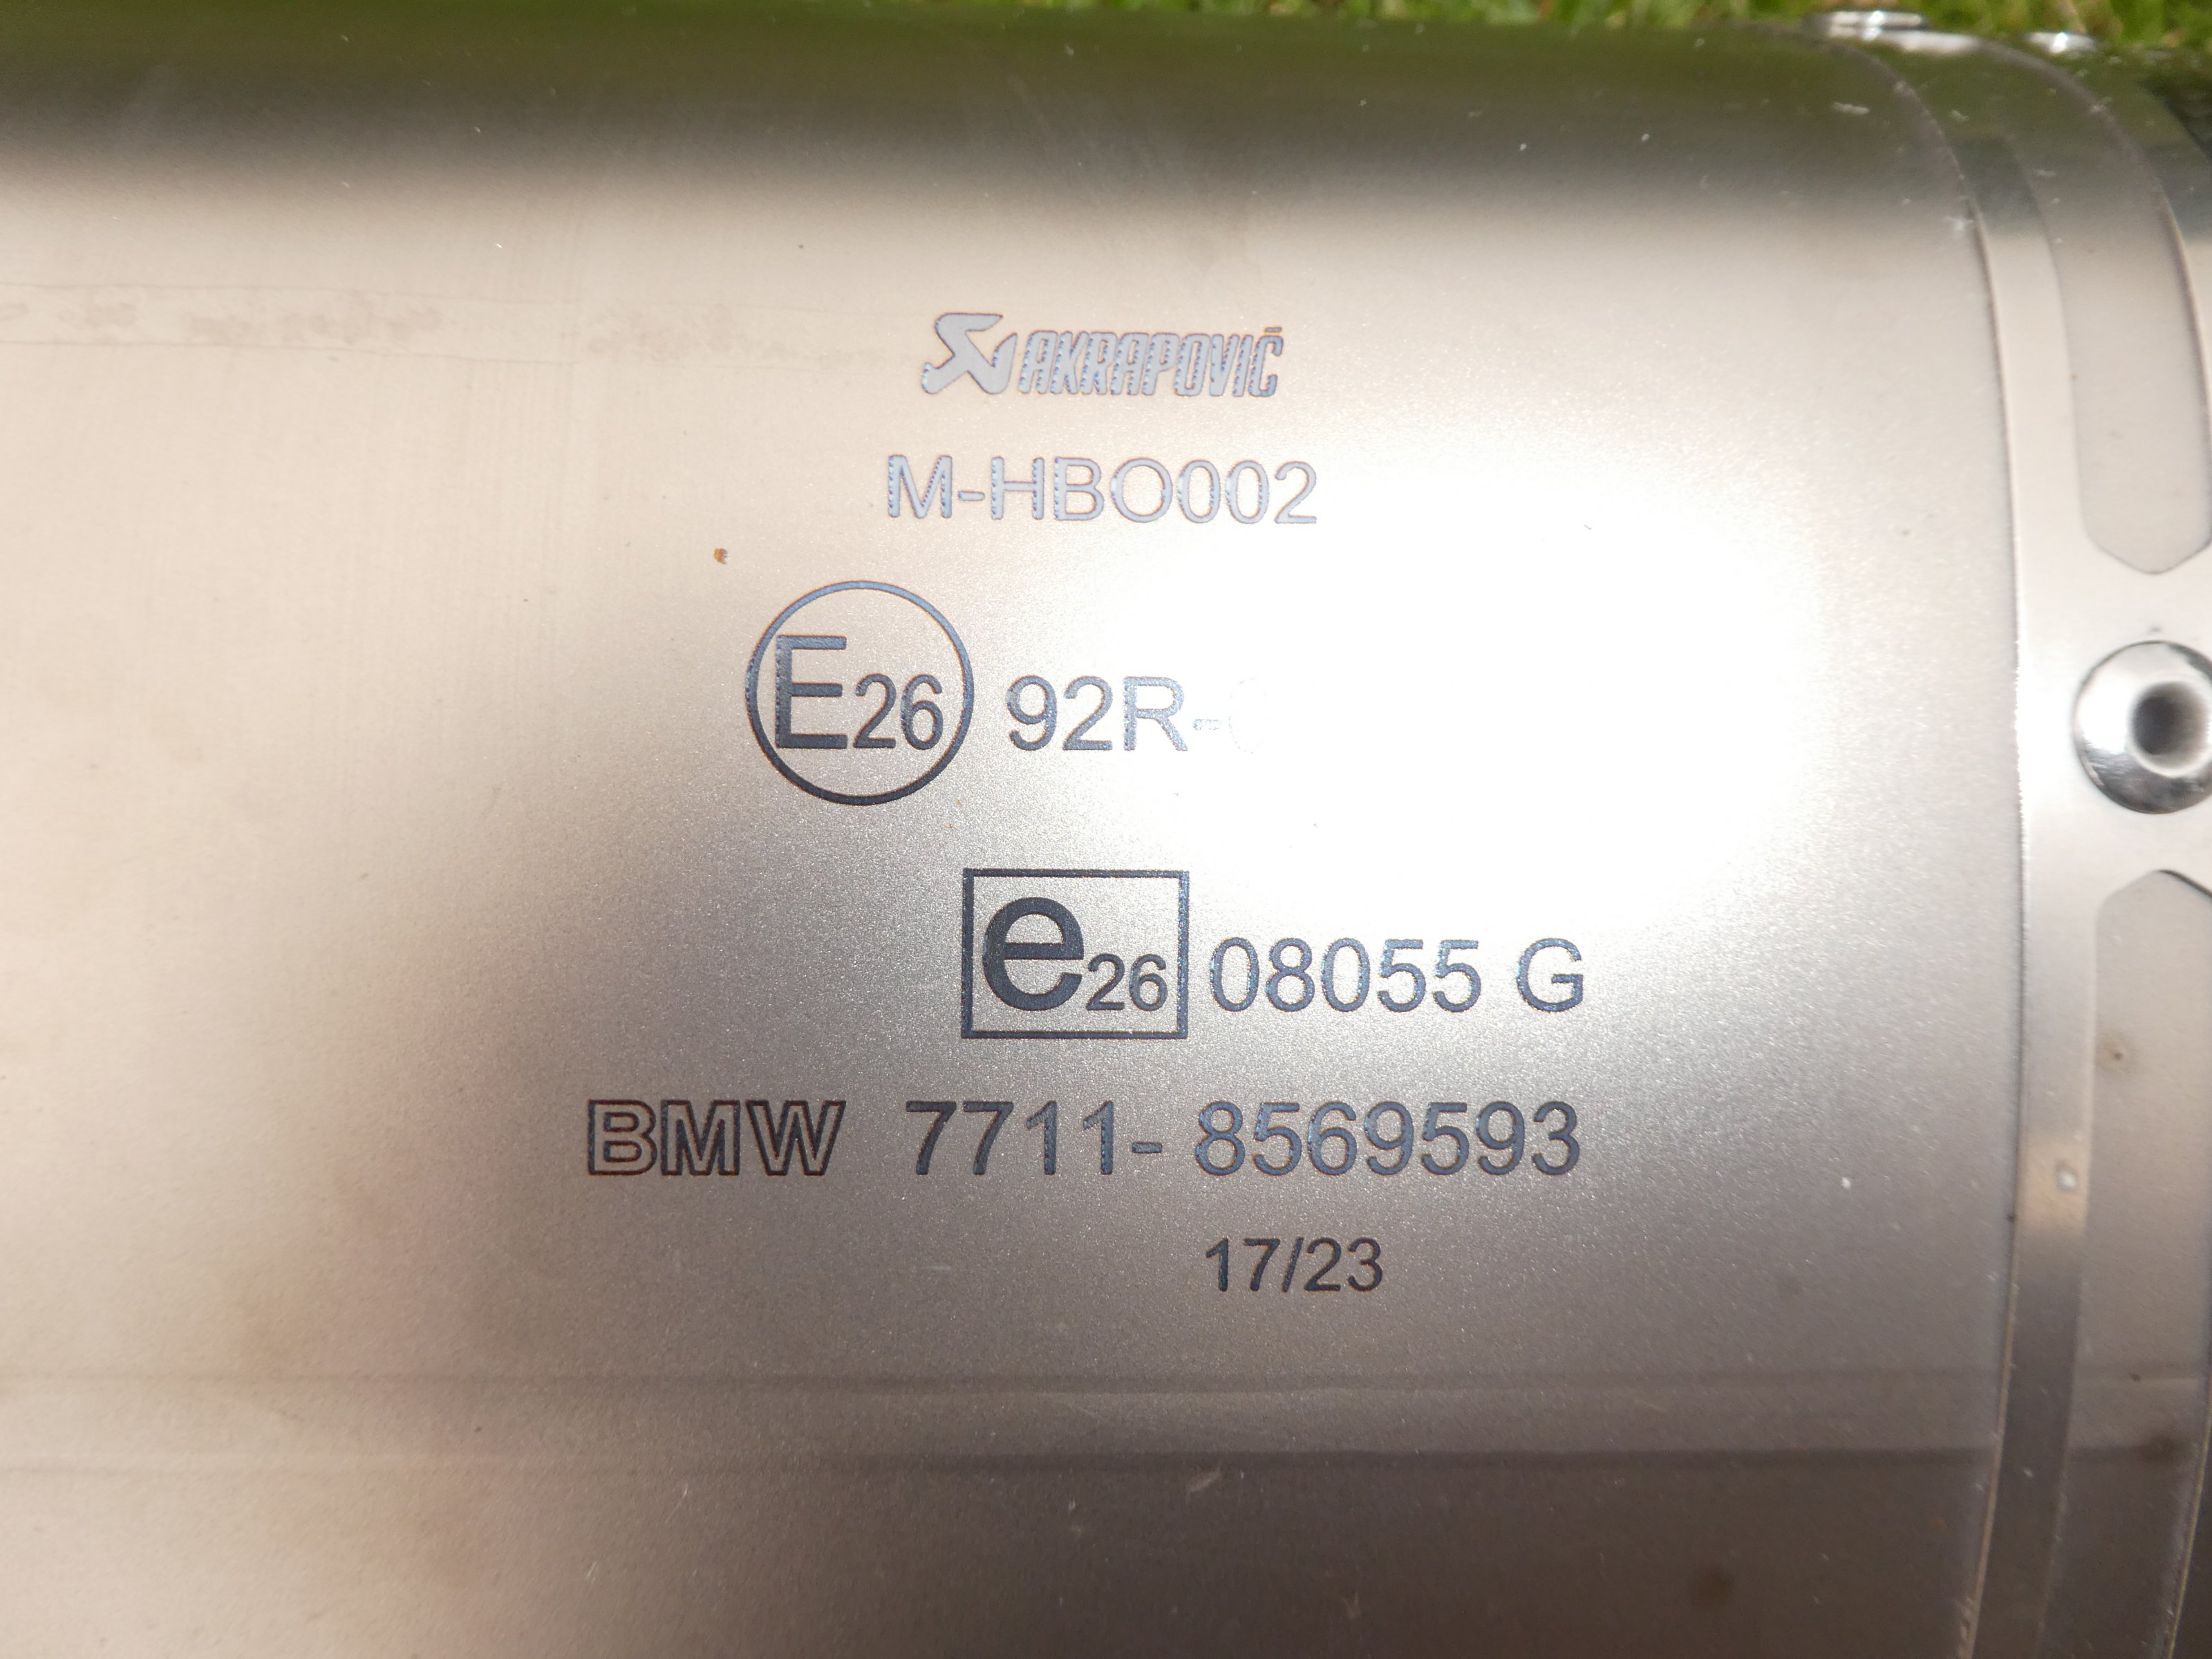 AKRAPOVIČ
M-HBO002
E26 92R-
e26 08055 G
BMW 7711- 8569593
17/23